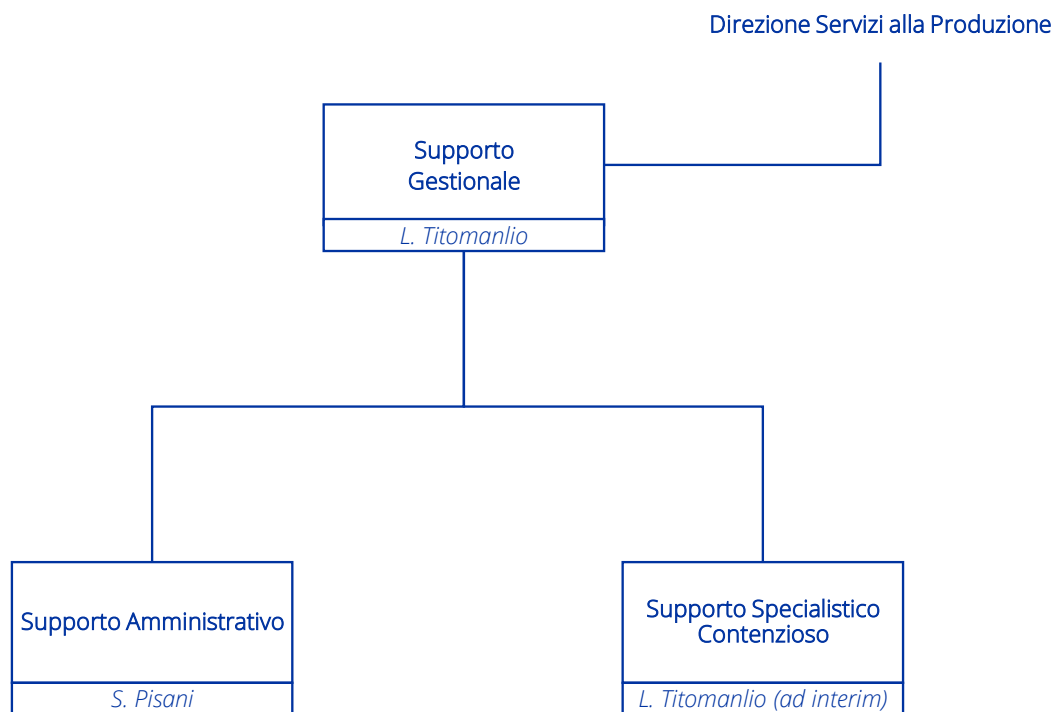 Direzione Servizi alla Produzione
Supporto
Gestionale
L. Titomanlio
Supporto Amministrativo
S. Pisani
Supporto Specialistico
Contenzioso
L. Titomanlio (ad interim)